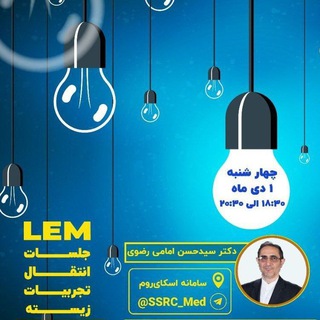 چهار شنبه
۱ دی ماه
۱۸:۳۰ الی ۲۰:۳۰
LEM
جلسات
انتقال
تجربیات
زیسته
دکتر سیدحسن امامی رضوی
سامانه اسکای‌روم
@SSRC_Med